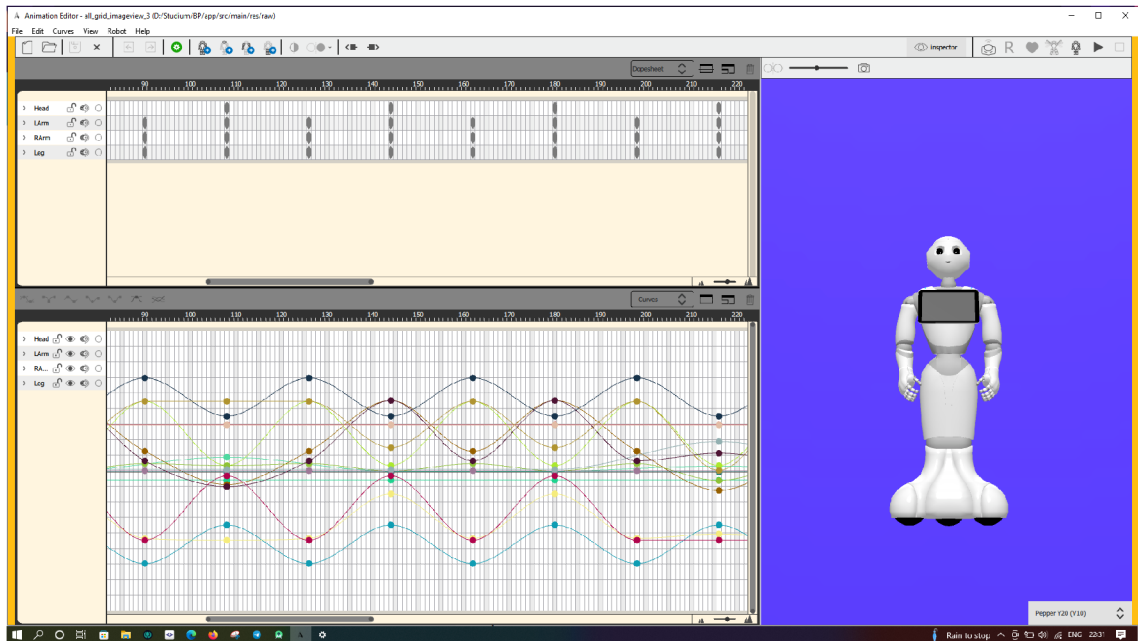 Animation Editor - all_grid_imageview_3 (D:/Stucium/BP/app/src/main/res/raw)
File Edit Curves View Robot Help
inspector
R
Dopesheet
90 100 110 120 130 140 150 160 170 180 190 200 210 220
Head
LArm
RArm
Leg
Curves
90 100 110 120 130 140 150 160 170 180 190 200 210 220
Head
LArm
RA...
Leg
Pepper Y20 (V18)
Rain to stop ENG 22:31